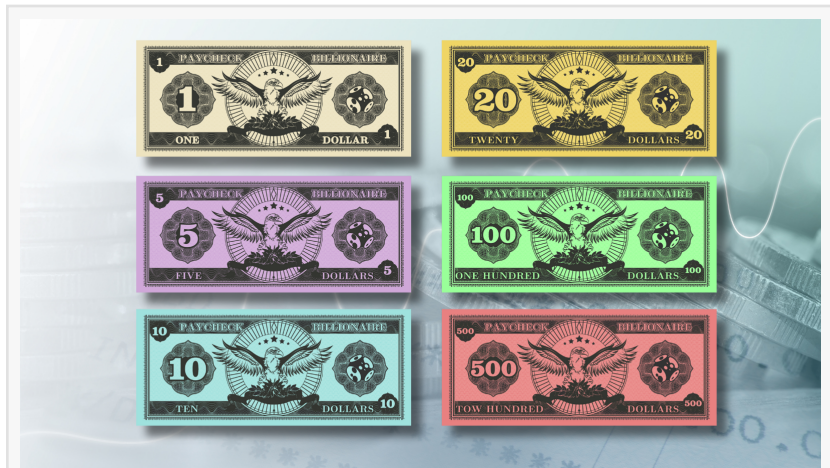 1 PAYCHECK BILLIONAIRE
1
ONE DOLLAR 1
20 PAYCHECK BILLIONAIRE
20
TWENTY DOLLARS 20
5 PAYCHECK BILLIONAIRE
5
FIVE DOLLARS 5
100 PAYCHECK BILLIONAIRE
100
ONE HUNDRED DOLLARS 100
10 PAYCHECK BILLIONAIRE
10
TEN DOLLARS 10
500 PAYCHECK BILLIONAIRE
500
TOW HUNDRED DOLLARS 500